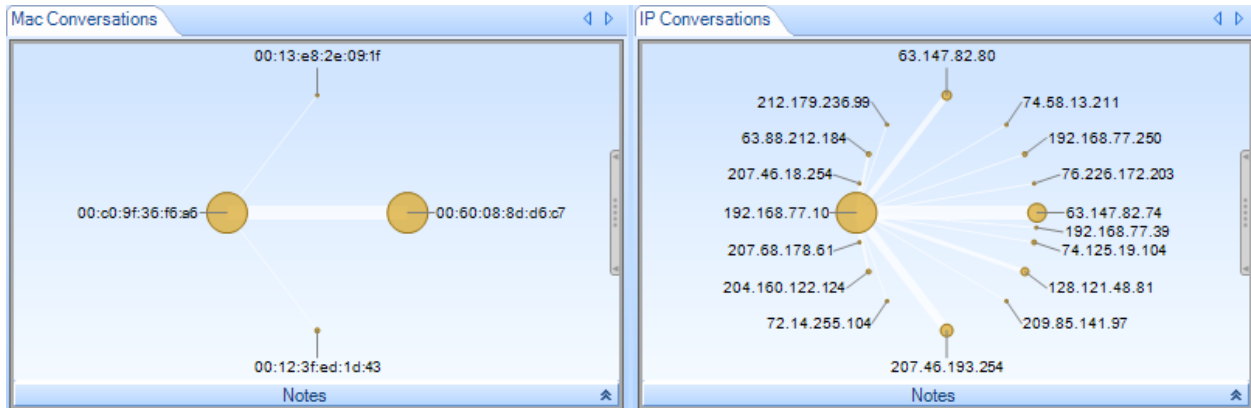 Mac Conversations
00:13:e8:2e:09:1f
00:c0:9f:36:f6:a6
00:60:08:8d:d6:c7
00:12:3f:ed:1d:43
Notes
IP Conversations
63.147.82.80
212.179.236.99
74.58.13.211
63.88.212.184
192.168.77.250
207.46.18.254
76.226.172.203
192.168.77.10
63.147.82.74
192.168.77.39
207.68.178.61
74.125.19.104
204.160.122.124
128.121.48.81
72.14.255.104
209.85.141.97
207.46.193.254
Notes